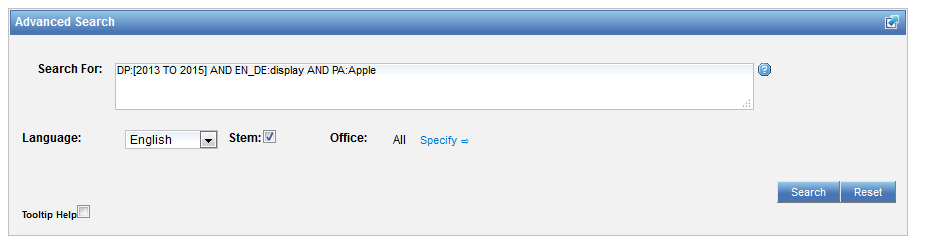 Advanced Search
Search For: DP:[2013 TO 2015] AND EN_DE:display AND PA:Apple ?
Language: English Stem: Office: All Specify ⇨
Search Reset
Tooltip Help